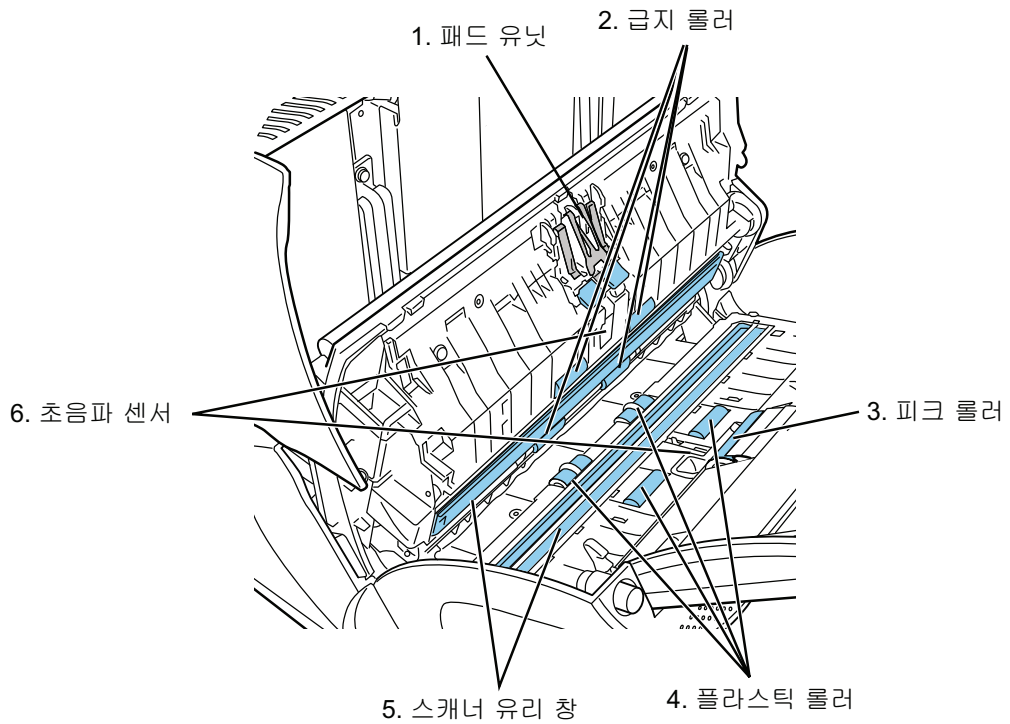 1. 패드 유닛
2. 급지 롤러
3. 피크 롤러
4. 플라스틱 롤러
5. 스캐너 유리 창
6. 초음파 센서